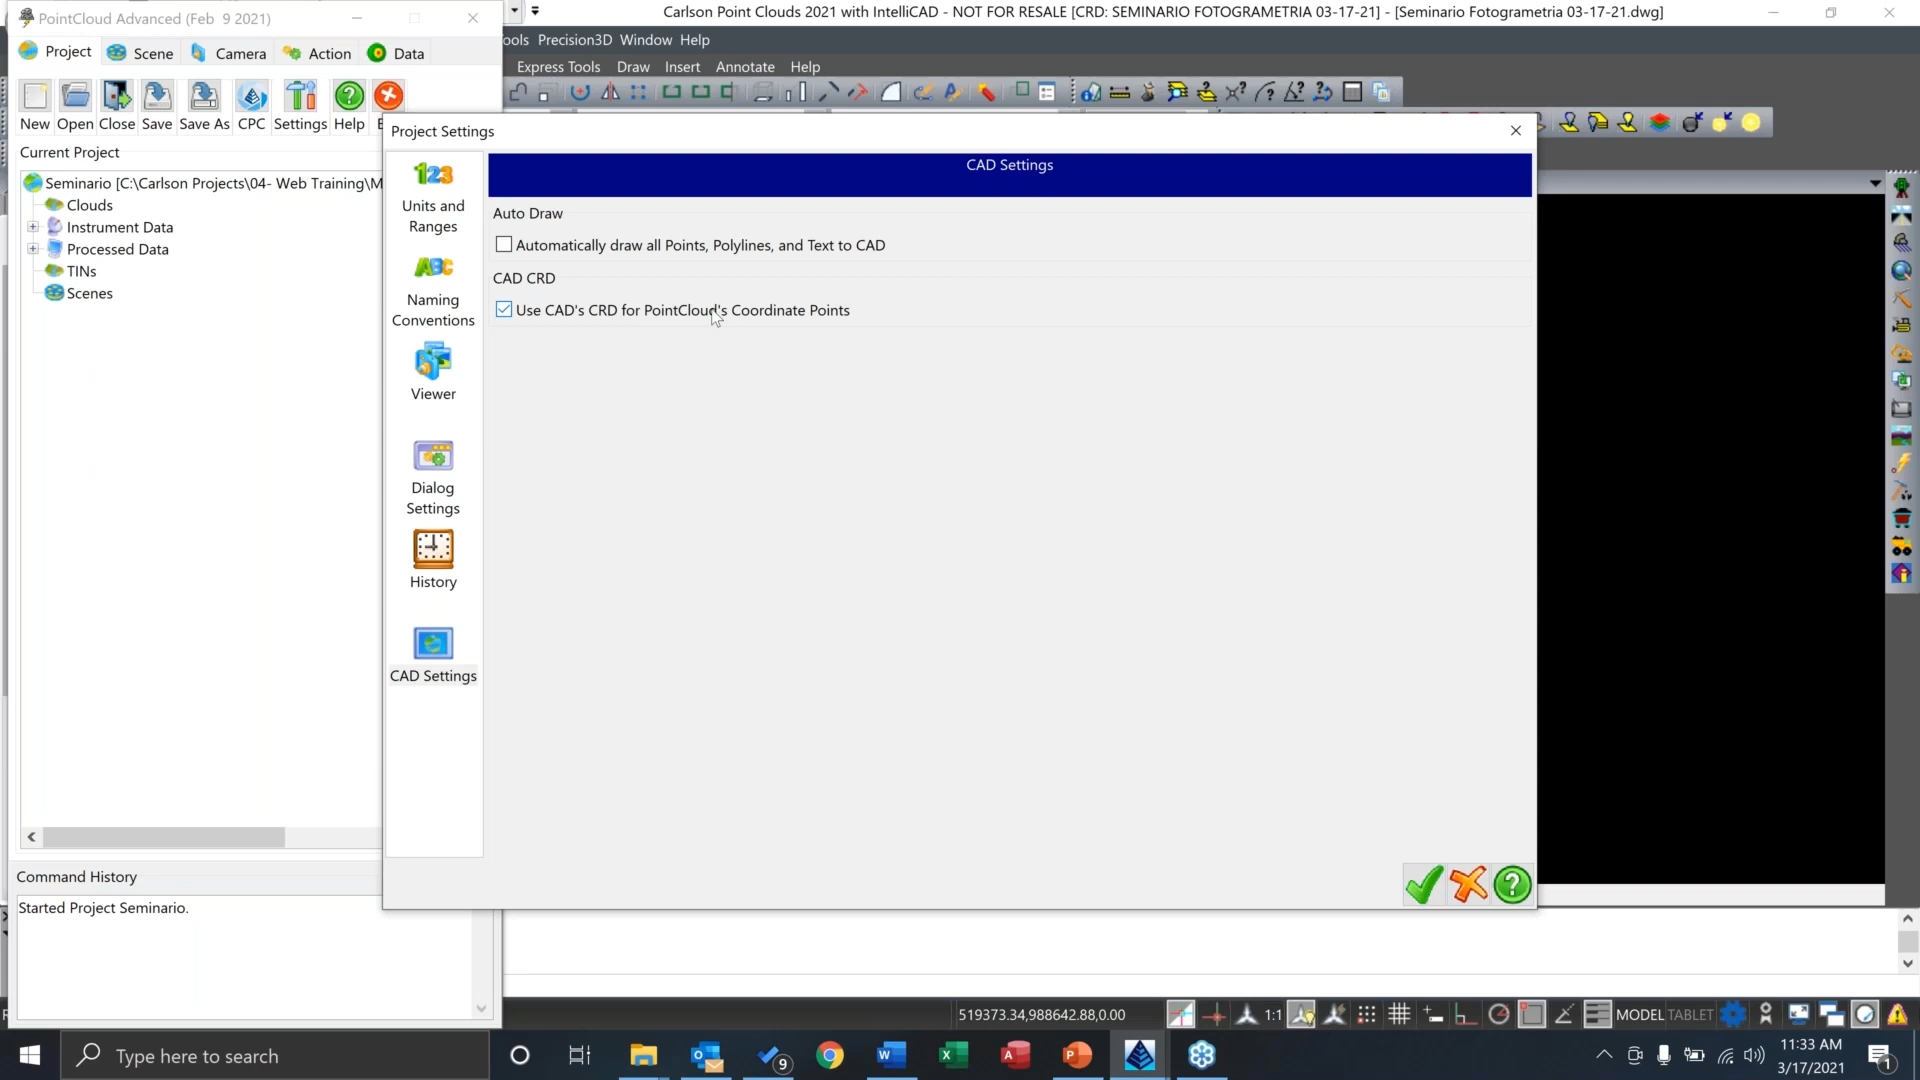 PointCloud Advanced (Feb 9 2021)
Carlson Point Clouds 2021 with IntelliCAD - NOT FOR RESALE [CRD: SEMINARIO FOTOGRAMETRIA 03-17-21] - [Seminario Fotogrametria 03-17-21.dwg]
Project Scene Camera Action Data
ools Precision3D Window Help
Express Tools Draw Insert Annotate Help
New Open Close Save Save As CPC Settings Help
Project Settings
Current Project
Seminario [C:\Carlson Projects\04- Web Training\M
Clouds
Instrument Data
Processed Data
TINs
Scenes
123
Units and
Ranges
ABC
Naming
Conventions
Viewer
Dialog
Settings
History
CAD Settings
CAD Settings
Auto Draw
Automatically draw all Points, Polylines, and Text to CAD
CAD CRD
Use CAD's CRD for PointCloud's Coordinate Points
Command History
Started Project Seminario.
519373.34,988642.88,0.00
1:1
MODEL TABLET
Type here to search
9
11:33 AM
3/17/2021
1